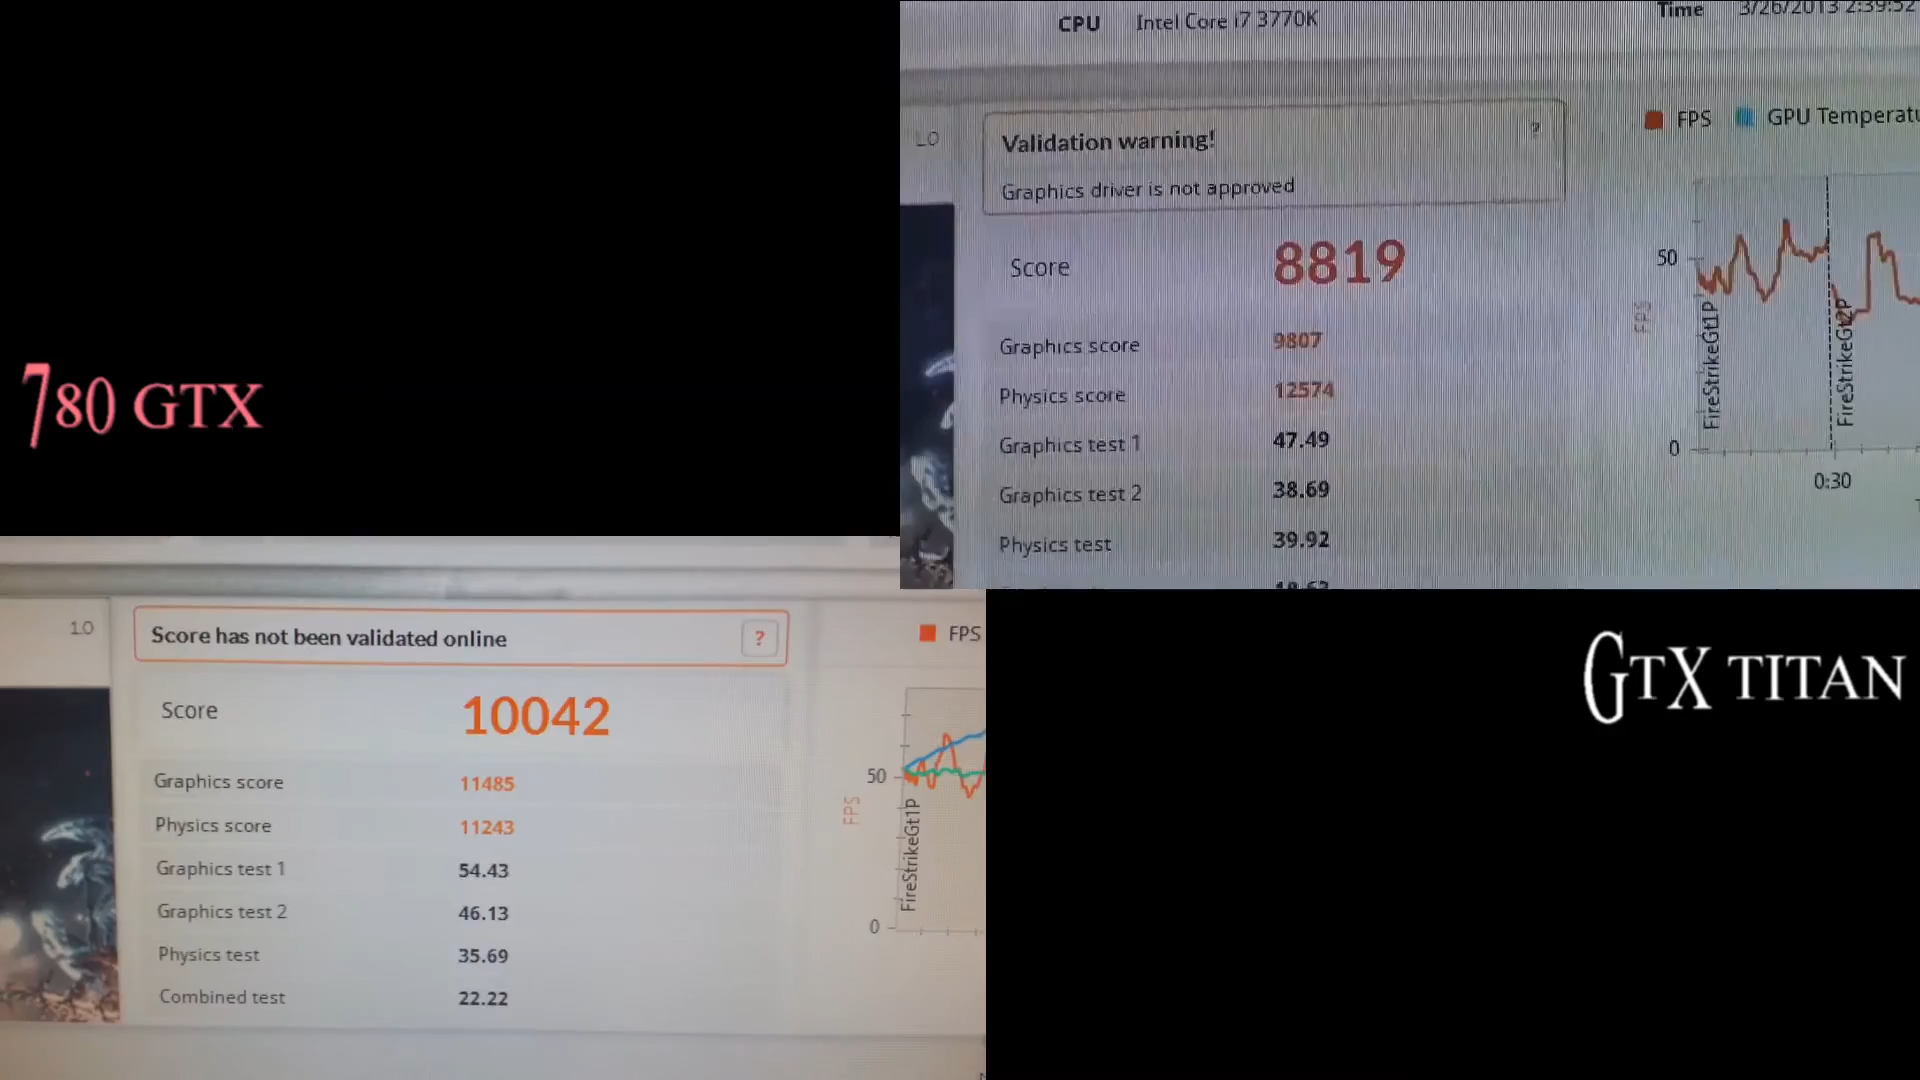 CPU Intel Core i7 3770K
Time 3/26/2013 2:39:52
1.0
Validation warning!
?
Graphics driver is not approved
FPS GPU Temperatu
Score 8819
Graphics score 9807
Physics score 12574
Graphics test 1 47.49
Graphics test 2 38.69
Physics test 39.92
50
FPS
0
FireStrikeGt1P
FireStrikeGt2P
0:30
780 GTX
1.0
Score has not been validated online
?
FPS
Score 10042
Graphics score 11485
Physics score 11243
Graphics test 1 54.43
Graphics test 2 46.13
Physics test 35.69
Combined test 22.22
50
FPS
0
FireStrikeGt1P
GTX TITAN